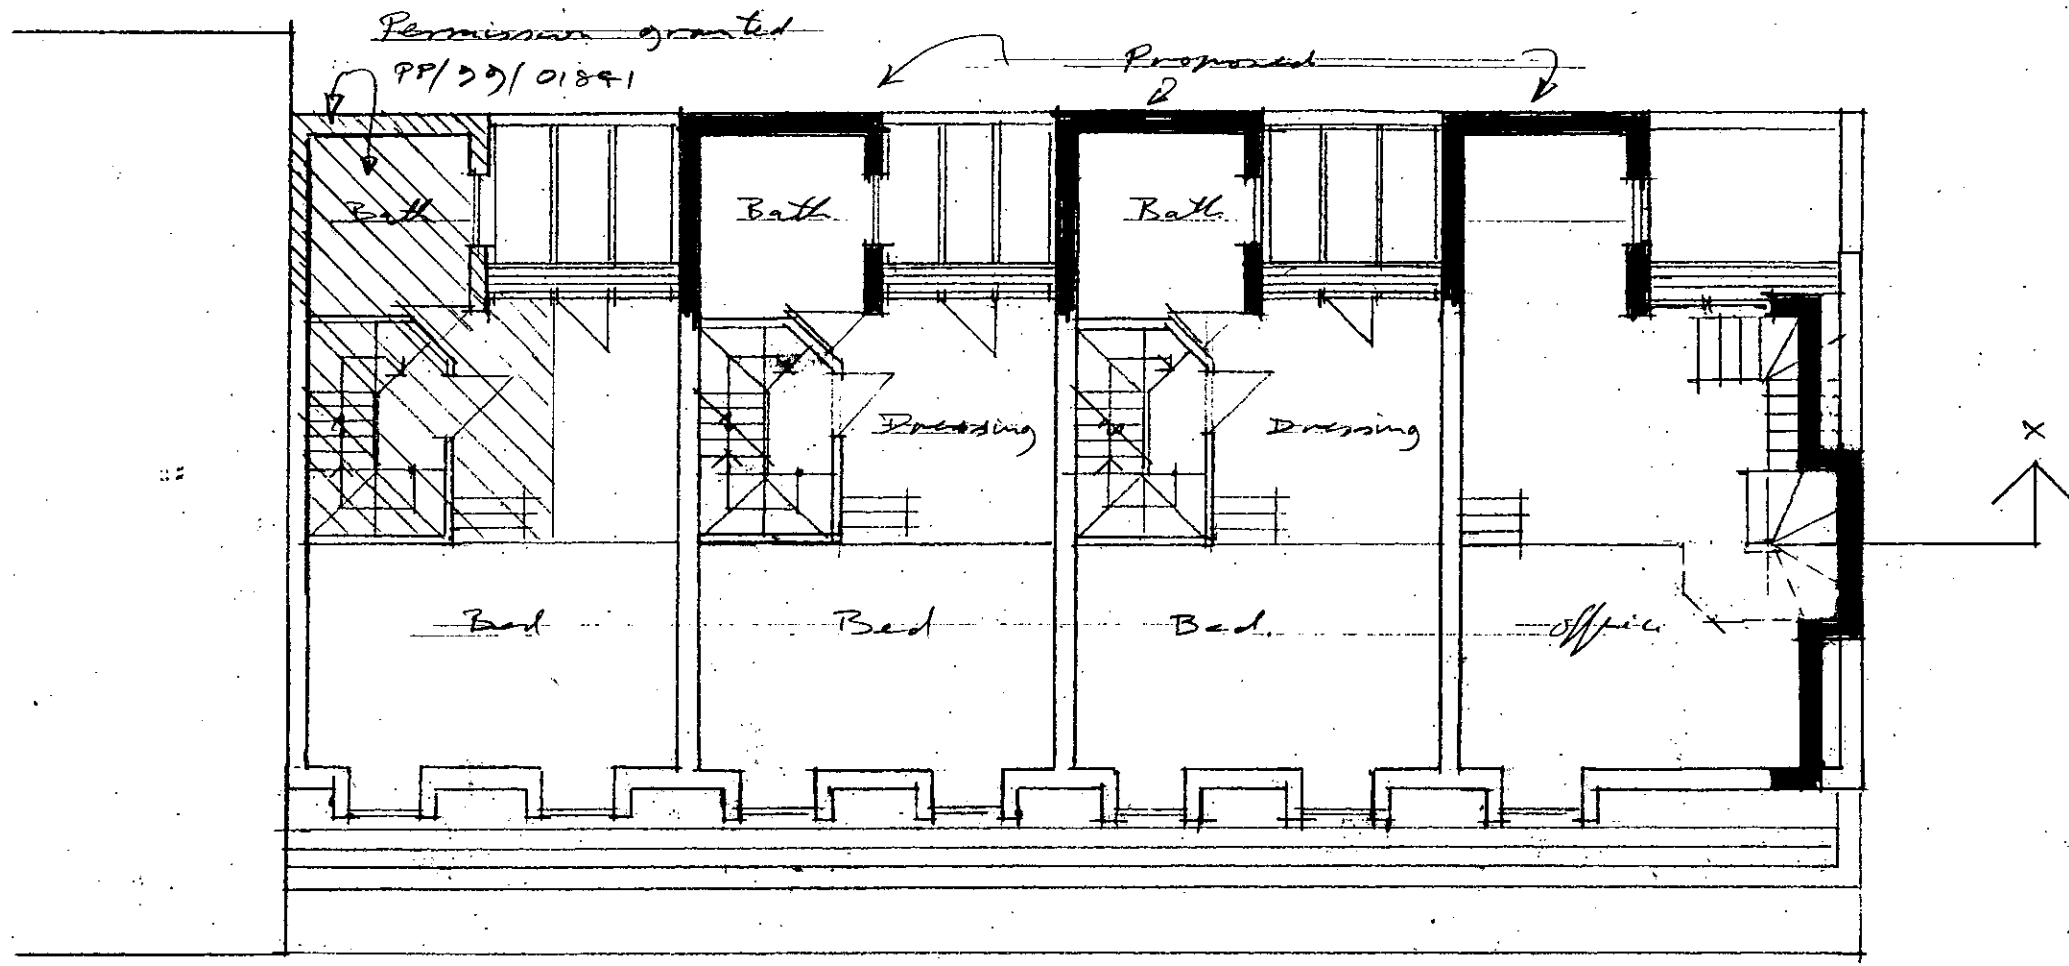 Permission granted
Proposed
PP/99/01841
Bath
Bath
Bath
Dressing
Dressing
X
Bed
Bed
Bed.
office